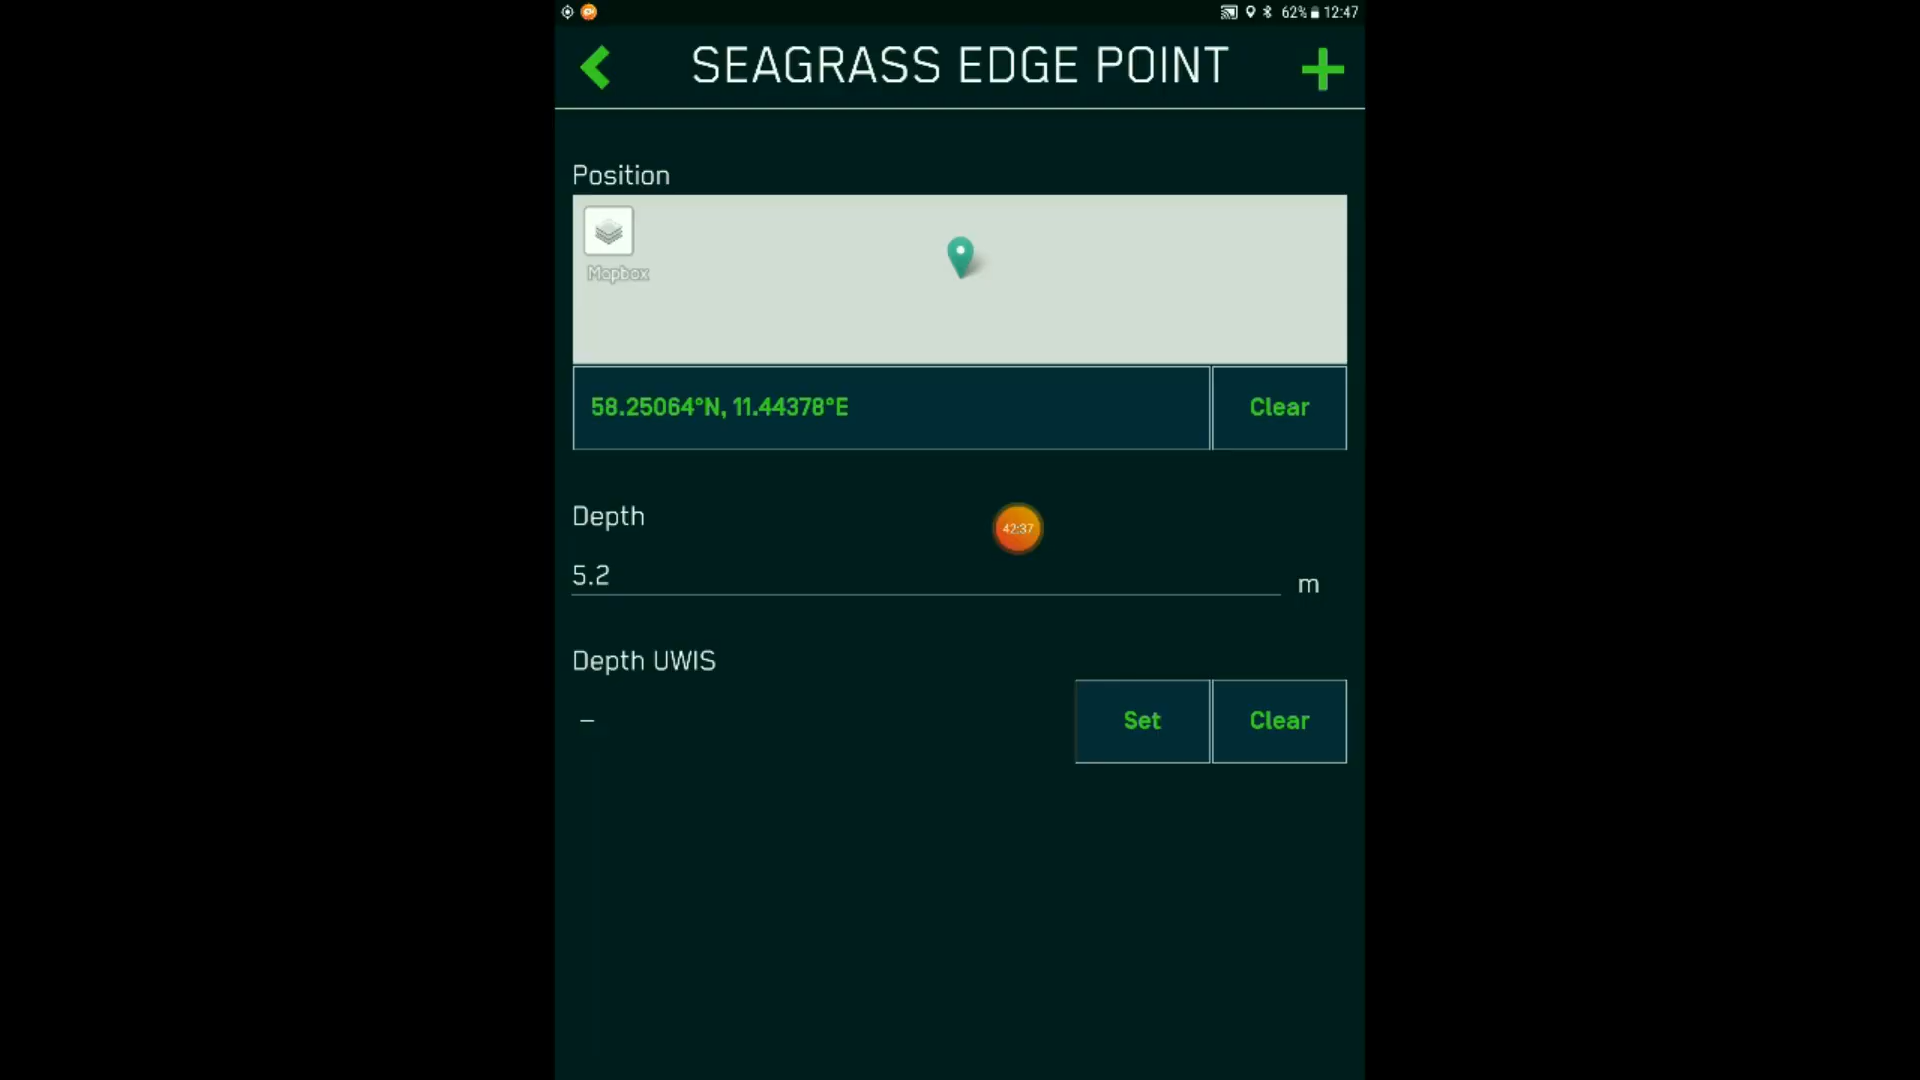 62% 12:47
SEAGRASS EDGE POINT
Position
Mapbox
58.25064°N, 11.44378°E Clear
Depth
42:37
5.2 m
Depth UWIS
– Set Clear